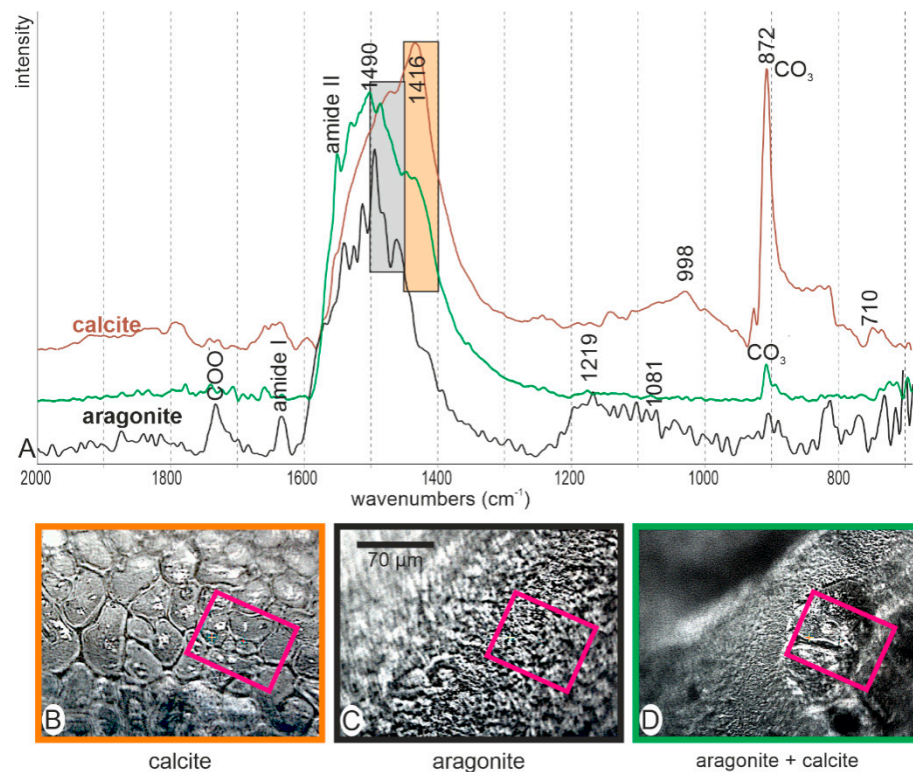 intensity
amide II
1490
1416
872
CO₃
calcite
998
710
COO⁻
amide I
1219
1081
CO₃
aragonite
A
2000
1800
1600
1400
1200
1000
800
wavenumbers (cm⁻¹)
B
70 µm
C
D
calcite
aragonite
aragonite + calcite